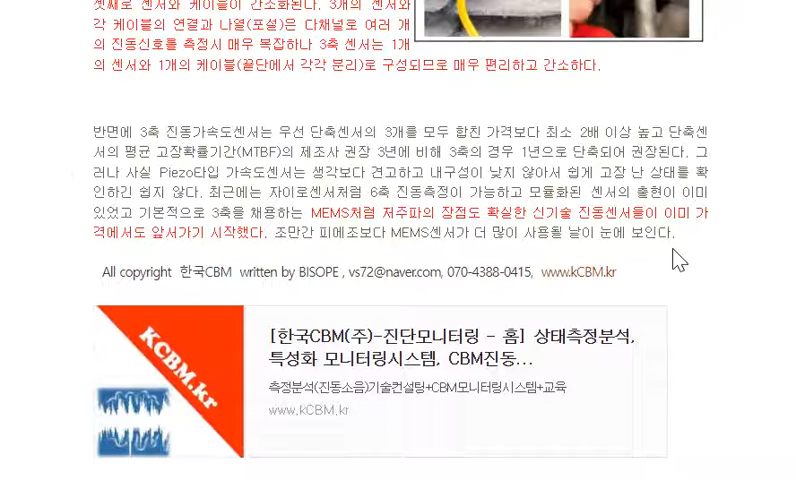 셋째로 센서와 케이블이 간소화된다. 3개의 센서와
각 케이블의 연결과 나열(포설)은 다채널로 여러 개
의 진동신호를 측정시 매우 복잡하나 3축 센서는 1개
의 센서와 1개의 케이블(끝단에서 각각 분리)로 구성되므로 매우 편리하고 간소하다.
반면에 3축 진동가속도센서는 우선 단축센서의 3개를 모두 합친 가격보다 최소 2배 이상 높고 단축센
서의 평균 고장확률기간(MTBF)의 제조사 권장 3년에 비해 3축의 경우 1년으로 단축되어 권장된다. 그
러나 사실 Piezo타입 가속도센서는 생각보다 견고하고 내구성이 낮지 않아서 쉽게 고장 난 상태를 확
인하긴 쉽지 않다. 최근에는 자이로센서처럼 6축 진동측정이 가능하고 모듈화된 센서의 출현이 이미
있었고 기본적으로 3축을 채용하는 MEMS처럼 저주파의 장점도 확실한 신기술 진동센서들이 이미 가
격에서도 앞서가기 시작했다. 조만간 피에조보다 MEMS센서가 더 많이 사용될 날이 눈에 보인다.
All copyright 한국CBM written by BISOPE , vs72@naver.com, 070-4388-0415, www.kCBM.kr
KCBM.kr
[한국CBM(주)-진단모니터링 - 홈] 상태측정분석,
특성화 모니터링시스템, CBM진동...
측정분석(진동소음)기술컨설팅+CBM모니터링시스템+교육
www.kCBM.kr